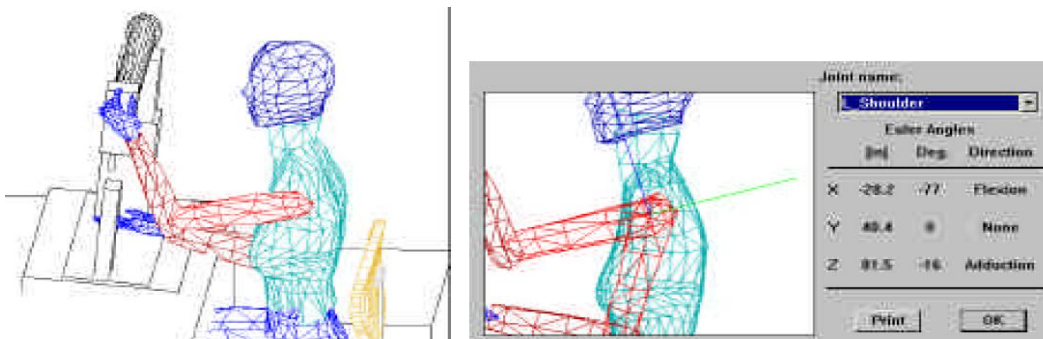 Joint name:
L_Shoulder
Euler Angles
[in] Deg. Direction
X -28.2 -77 Flexion
Y 40.4 0 None
Z 81.5 -16 Adduction
Print OK